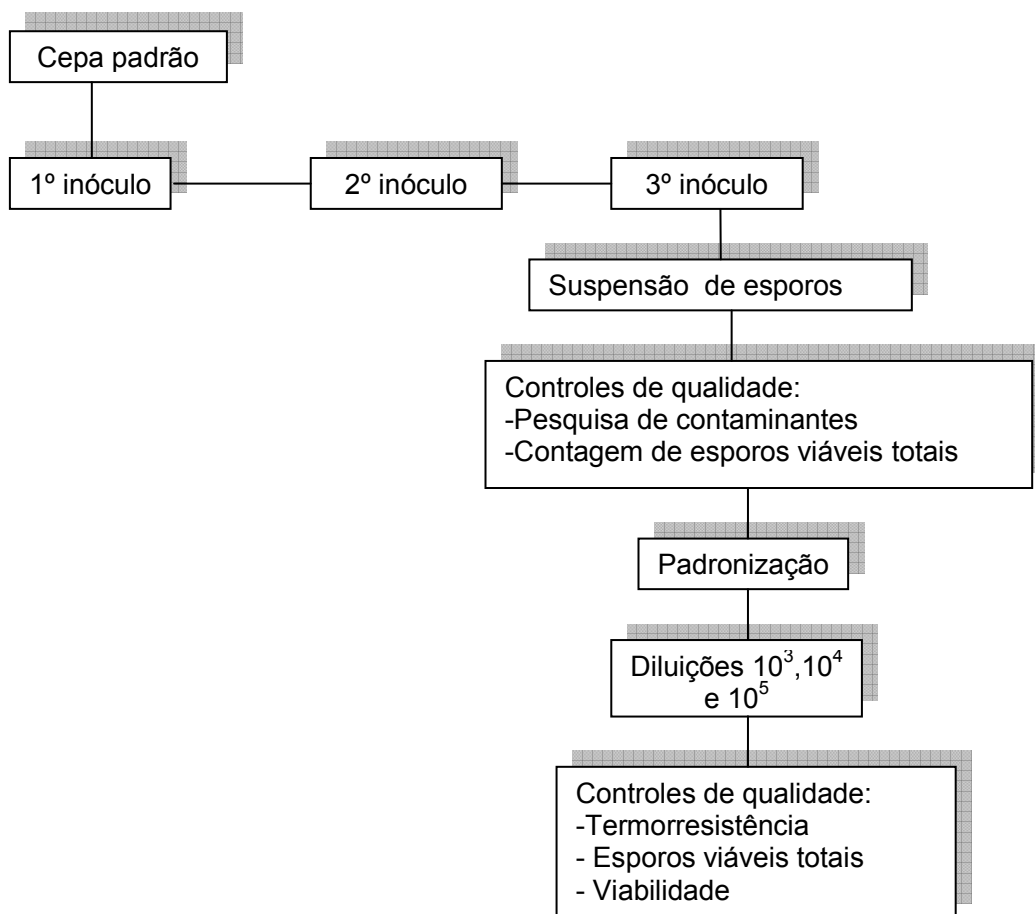 Cepa padrão
1º inóculo
2º inóculo
3º inóculo
Suspensão de esporos
Controles de qualidade:
-Pesquisa de contaminantes
-Contagem de esporos viáveis totais
Padronização
Diluições 10³,10⁴
e 10⁵
Controles de qualidade:
-Termorresistência
- Esporos viáveis totais
- Viabilidade